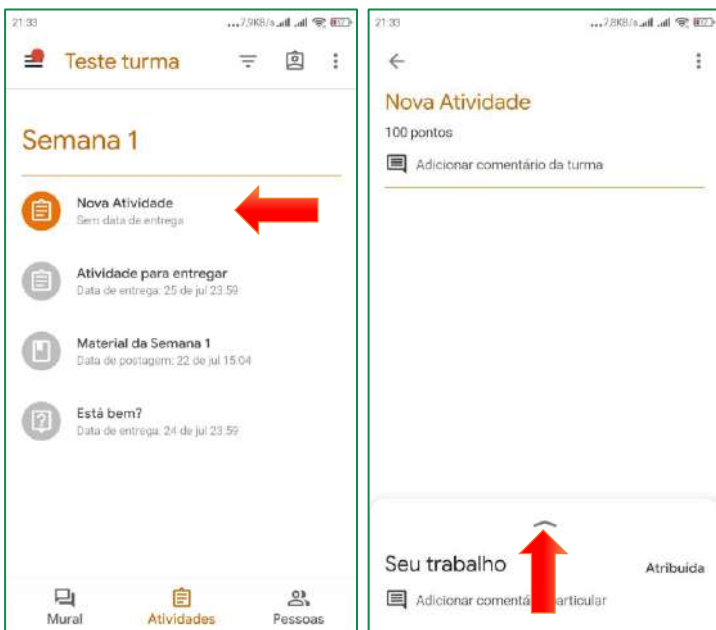 21:33
...7,9KB/s
Teste turma
Semana 1
Nova Atividade
Sem data de entrega
Atividade para entregar
Data de entrega: 25 de jul 23:59
Material da Semana 1
Data de postagem: 22 de jul 15:04
Está bem?
Data de entrega: 24 de jul 23:59
Mural
Atividades
Pessoas
21:33
...7,8KB/s
Nova Atividade
100 pontos
Adicionar comentário da turma
Seu trabalho
Atribuída
Adicionar comentá articular